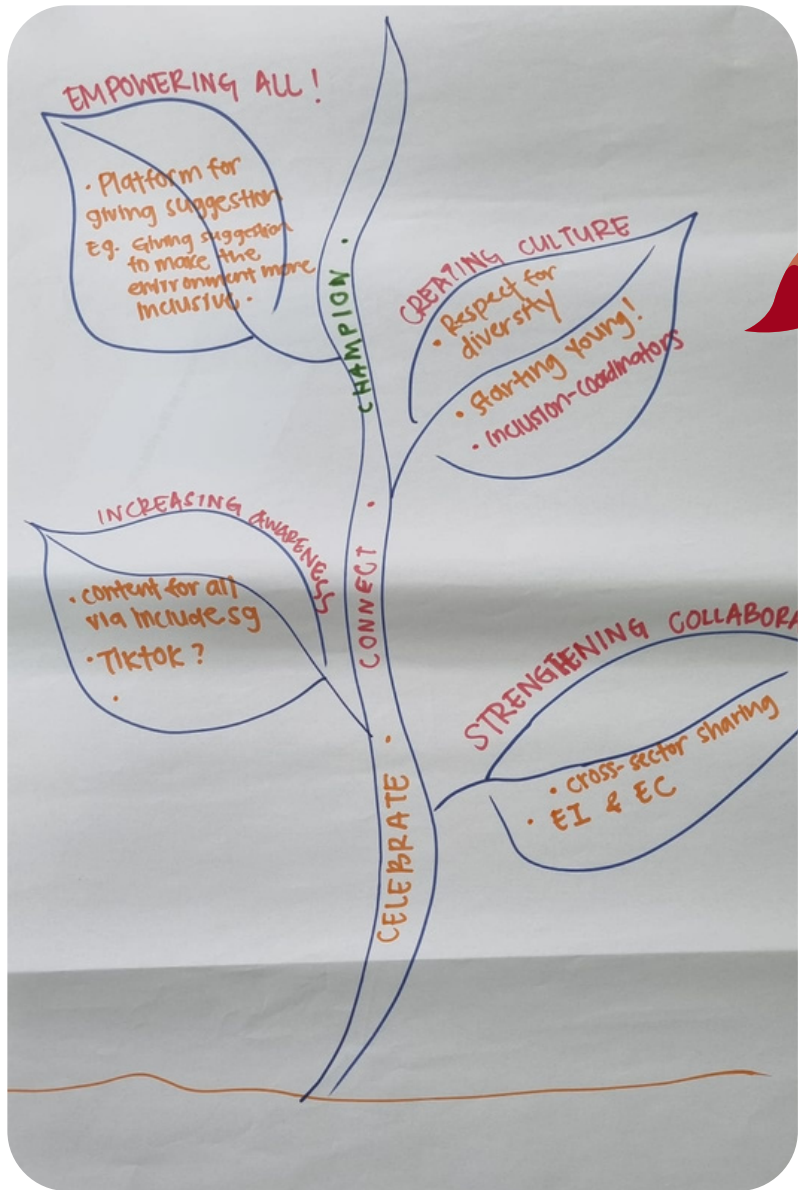 EMPOWERING ALL!
• Platform for
giving suggestion
Eg. Giving suggestion
to make the
environment more
inclusive.
CHAMPION •
CREATING CULTURE
• Respect for
diversity
• Starting Young!
• inclusion-coordinators
INCREASING AWARENESS
• content for all
via includesg
• TikTok?
•
CONNECT •
STRENGTHENING COLLABORA
• cross-sector sharing
• EI & EC
CELEBRATE •